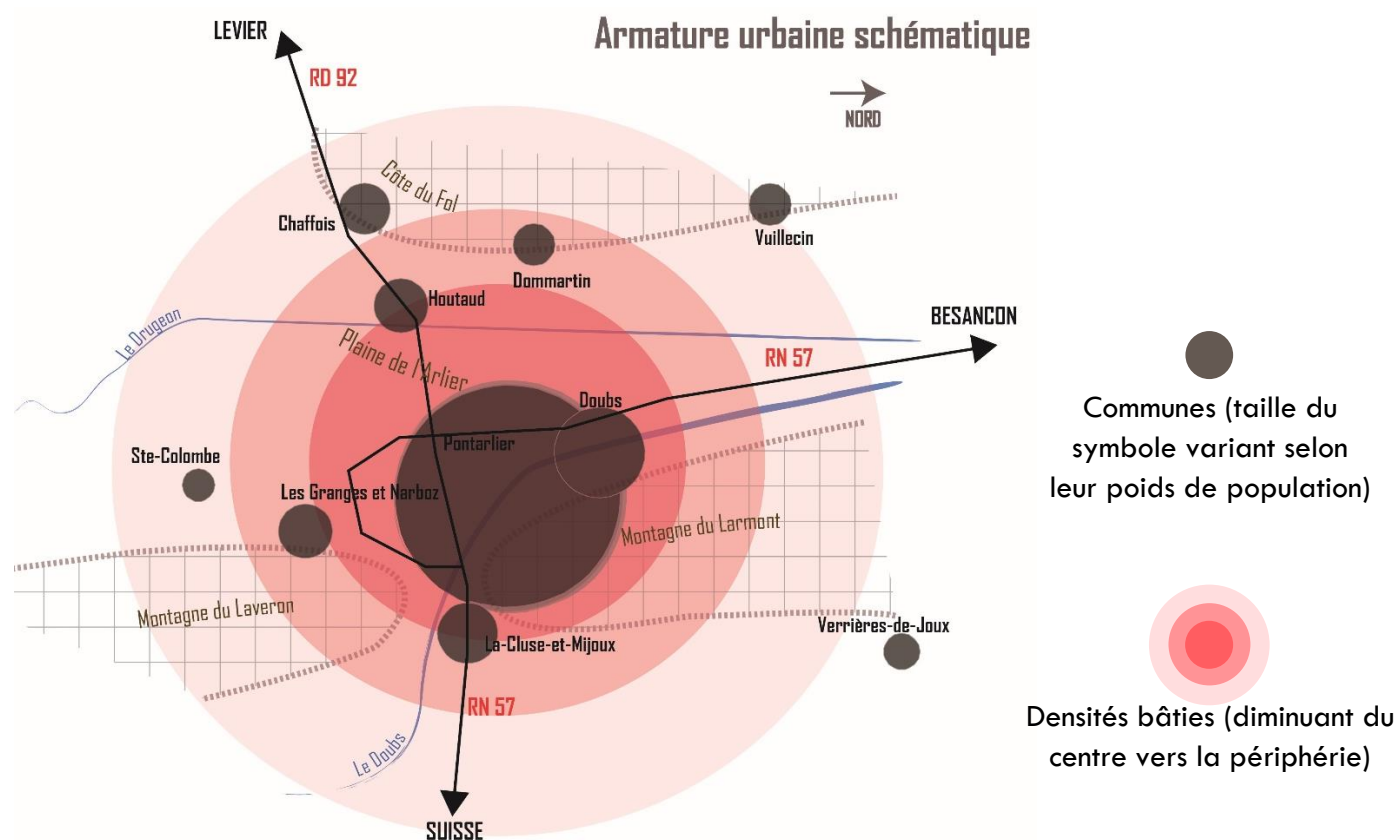 LEVIER
Armature urbaine schématique
RD 92
NORD
Côte du Fol
Chaffois
Vuillecin
Dommartin
Houtaud
BESANCON
Le Drugeon
Plaine de l'Arlier
RN 57
Doubs
Pontarlier
Ste-Colombe
Les Granges et Narboz
Montagne du Larmont
Montagne du Laveron
La-Cluse-et-Mijoux
Verrières-de-Joux
RN 57
Le Doubs
SUISSE
Communes (taille du
symbole variant selon
leur poids de population)
Densités bâties (diminuant du
centre vers la périphérie)